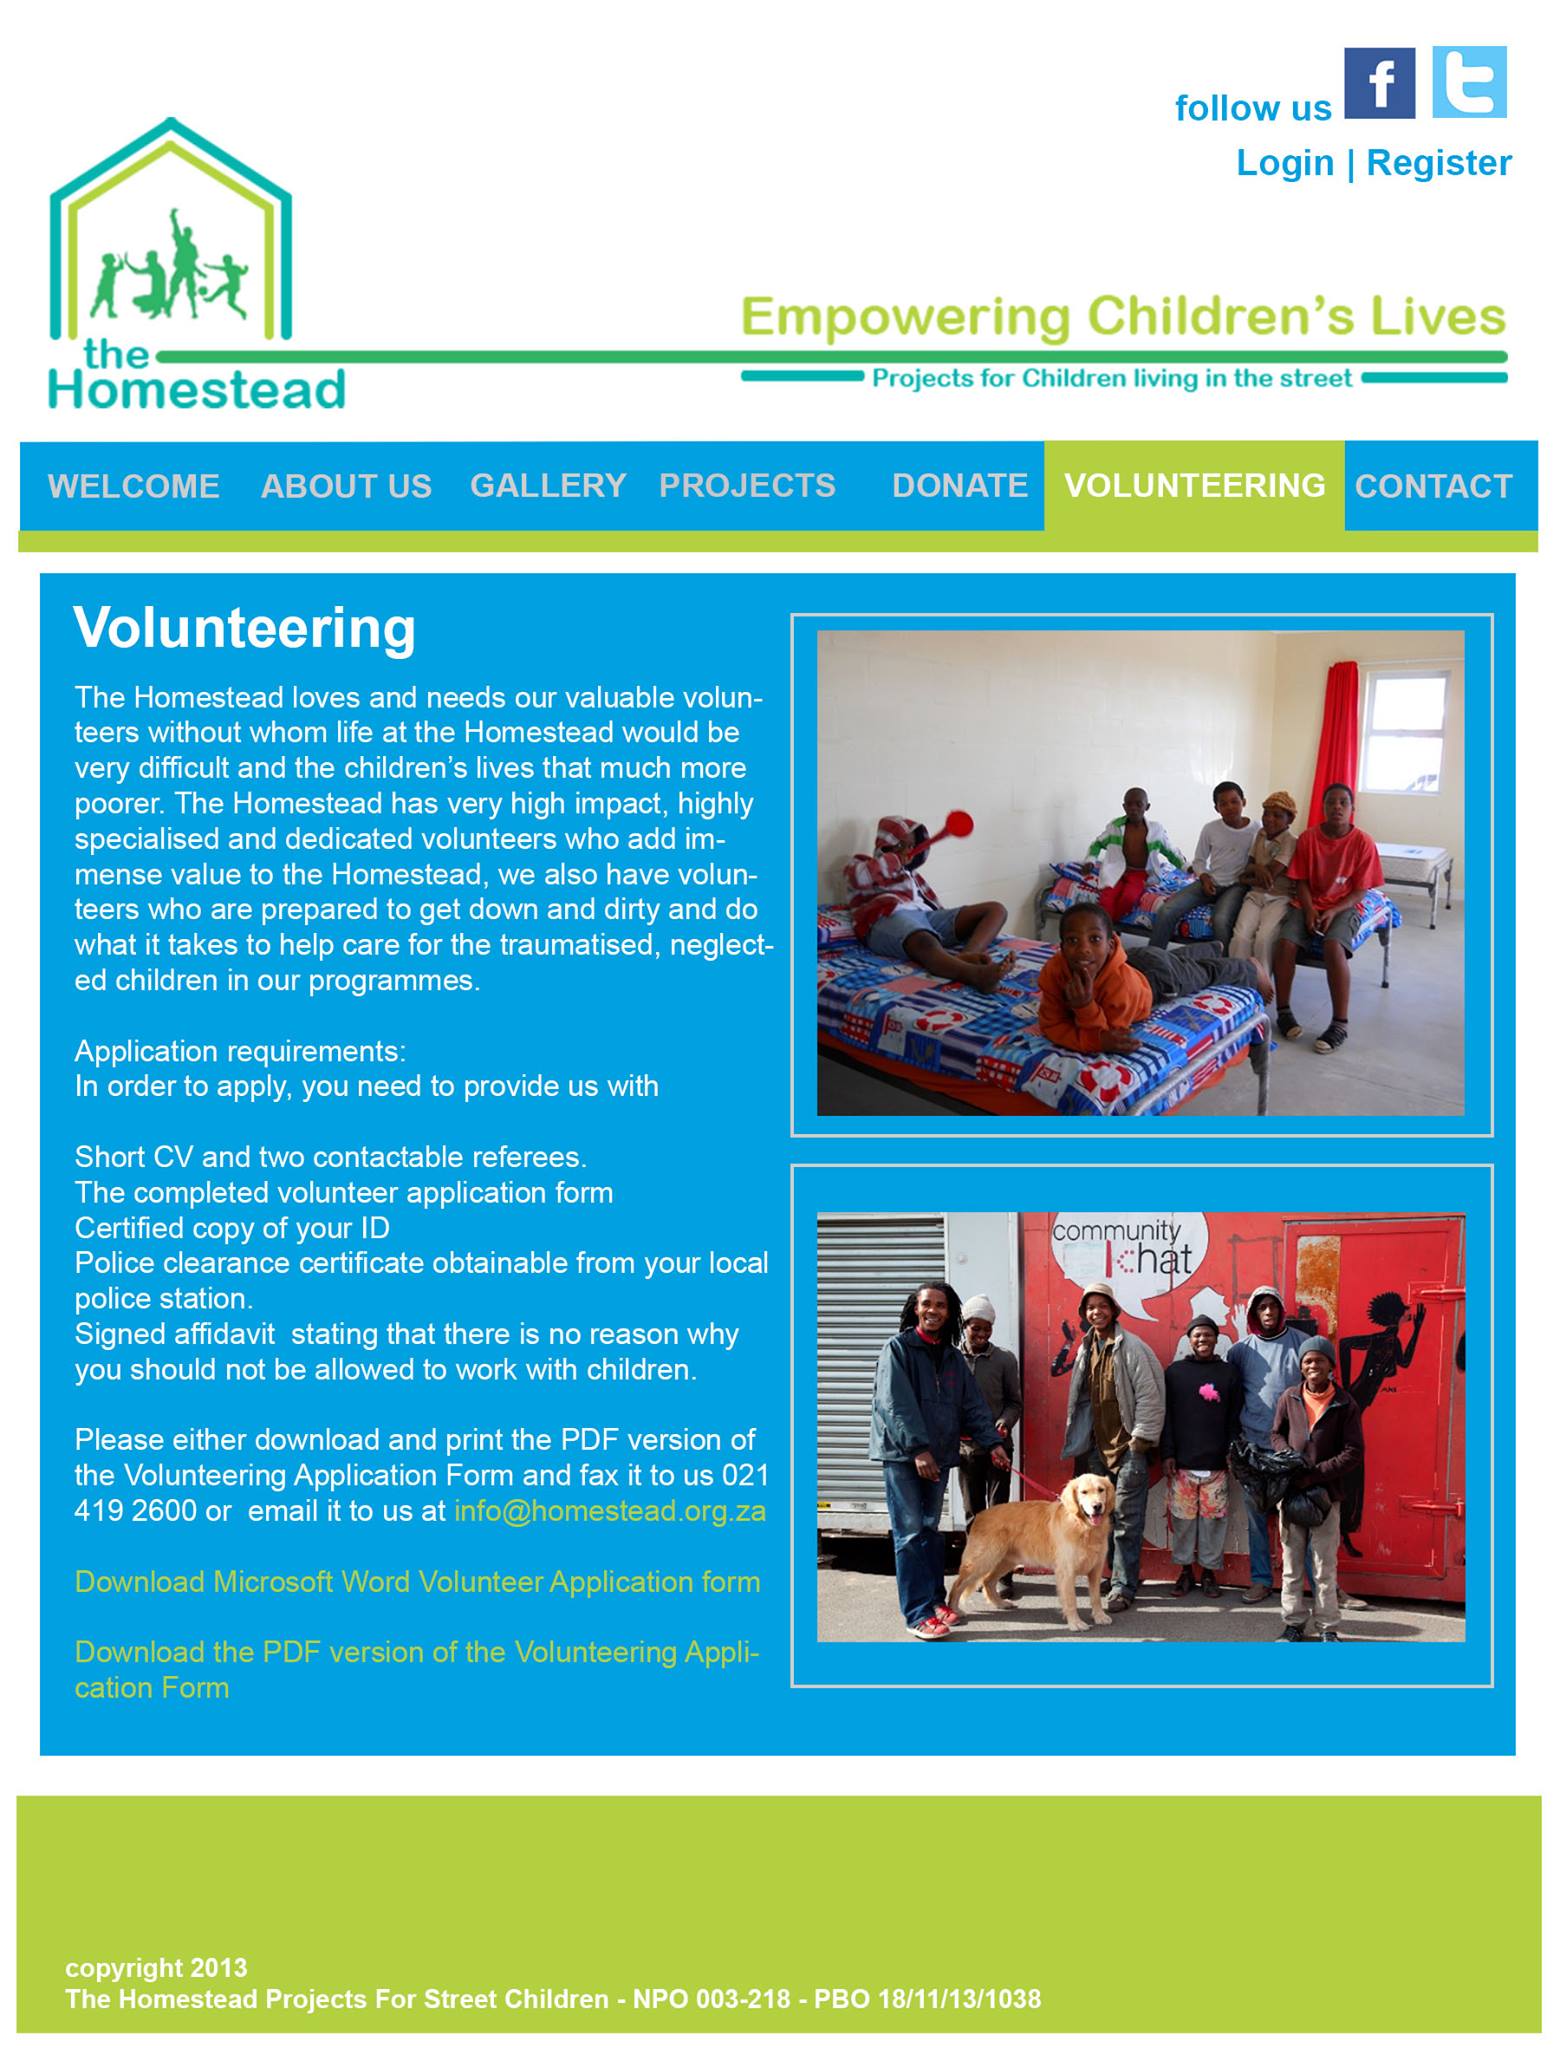 follow us
Login | Register
the
Homestead
Empowering Children's Lives
Projects for Children living in the street
WELCOME ABOUT US GALLERY PROJECTS DONATE VOLUNTEERING CONTACT
Volunteering
The Homestead loves and needs our valuable volun-
teers without whom life at the Homestead would be
very difficult and the children's lives that much more
poorer. The Homestead has very high impact, highly
specialised and dedicated volunteers who add im-
mense value to the Homestead, we also have volun-
teers who are prepared to get down and dirty and do
what it takes to help care for the traumatised, neglect-
ed children in our programmes.
Application requirements:
In order to apply, you need to provide us with
Short CV and two contactable referees.
The completed volunteer application form
Certified copy of your ID
Police clearance certificate obtainable from your local
police station.
Signed affidavit  stating that there is no reason why
you should not be allowed to work with children.
Please either download and print the PDF version of
the Volunteering Application Form and fax it to us 021
419 2600 or  email it to us at info@homestead.org.za
Download Microsoft Word Volunteer Application form
Download the PDF version of the Volunteering Appli-
cation Form
community
khat
copyright 2013
The Homestead Projects For Street Children - NPO 003-218 - PBO 18/11/13/1038